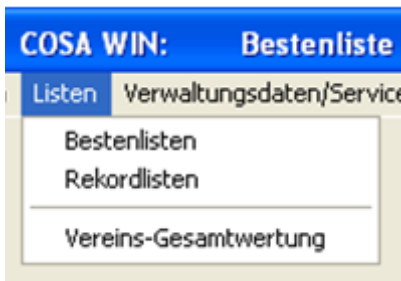 COSA WIN: Bestenliste
Listen Verwaltungsdaten/Service
Bestenlisten
Rekordlisten
Vereins-Gesamtwertung